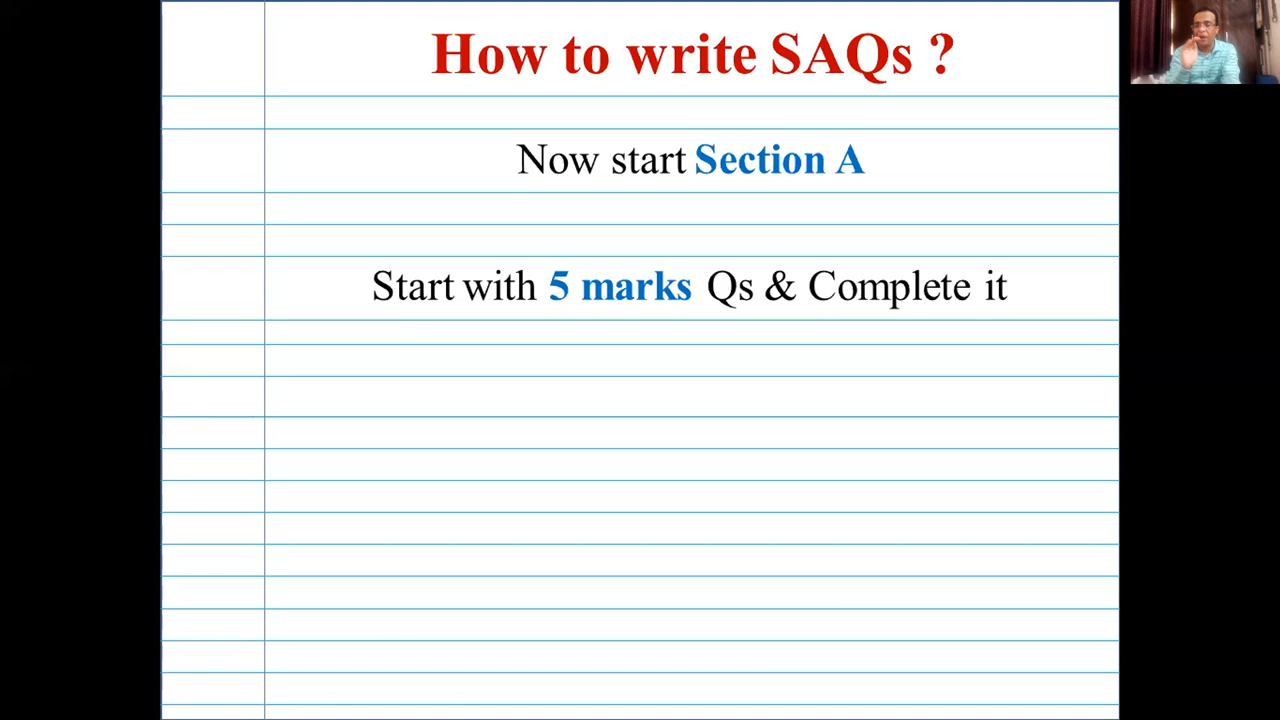 How to write SAQs ?
Now start Section A
Start with 5 marks Qs & Complete it